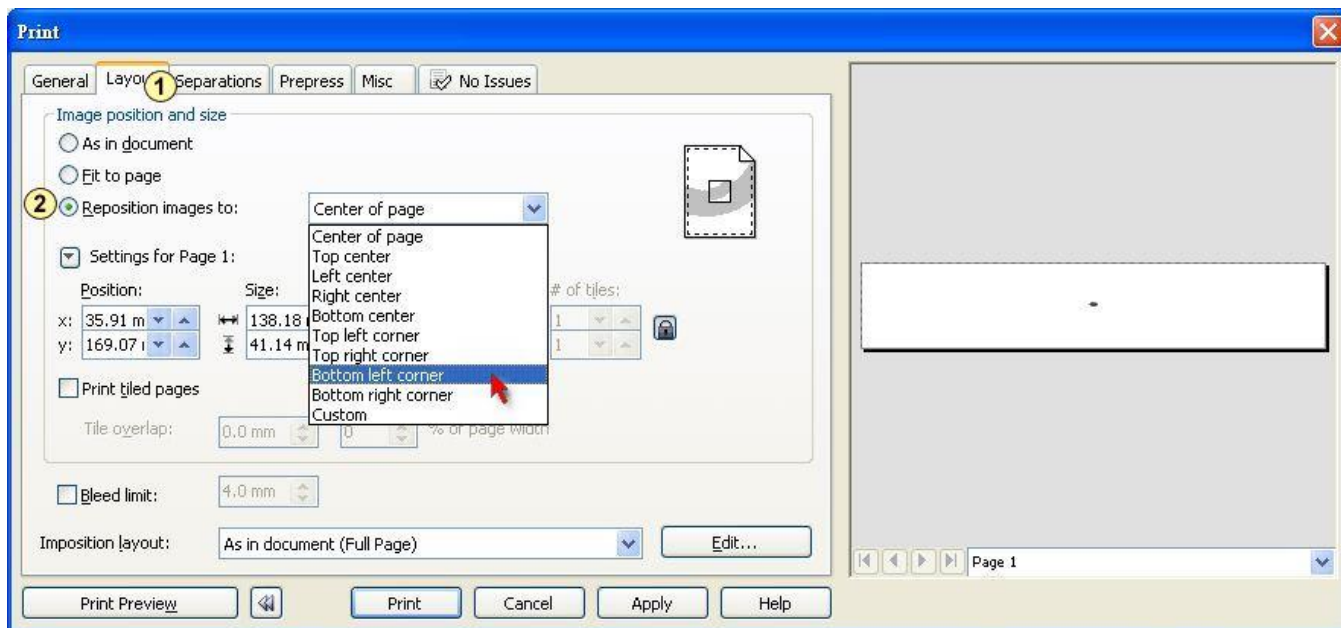 Print
General Layou 1 Separations Prepress Misc No Issues
Image position and size
As in document
Fit to page
2 Reposition images to: Center of page
Center of page
Settings for Page 1:
Top center
Left center
Position: Size: Right center # of tiles:
x: 35.91 m 138.18 Bottom center 1
Top left corner
y: 169.07 41.14 m Top right corner 1
Bottom left corner
Print tiled pages Bottom right corner
Custom
Tile overlap: 0.0 mm 0 % of page width
Bleed limit: 4.0 mm
Imposition layout: As in document (Full Page) Edit...
Page 1
Print Preview Print Cancel Apply Help